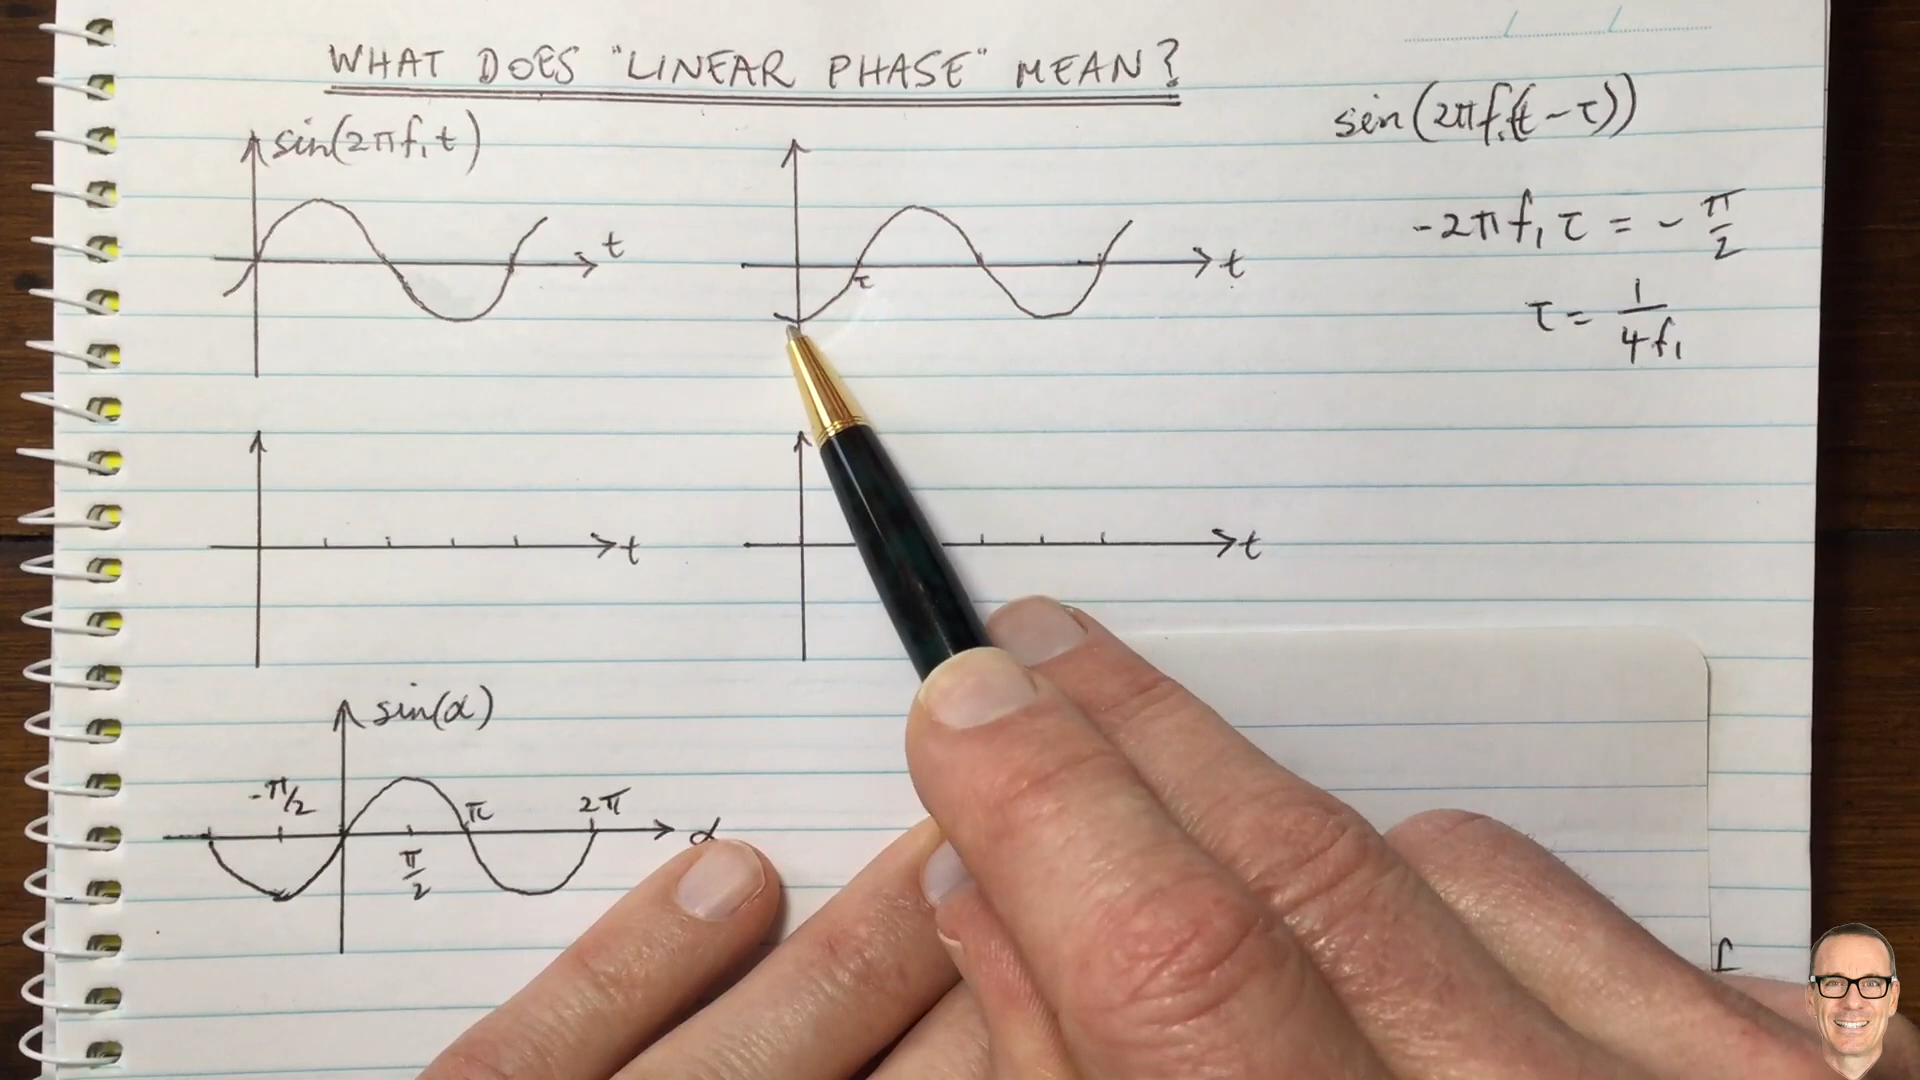 WHAT DOES "LINEAR PHASE" MEAN?
sin(2πf₁t)
t
τ
t
sin(2πf₁(t-τ))
-2πf₁τ = -π/2
τ = 1/4f₁
t
t
sin(α)
-π/2
π
2π
α
π/2